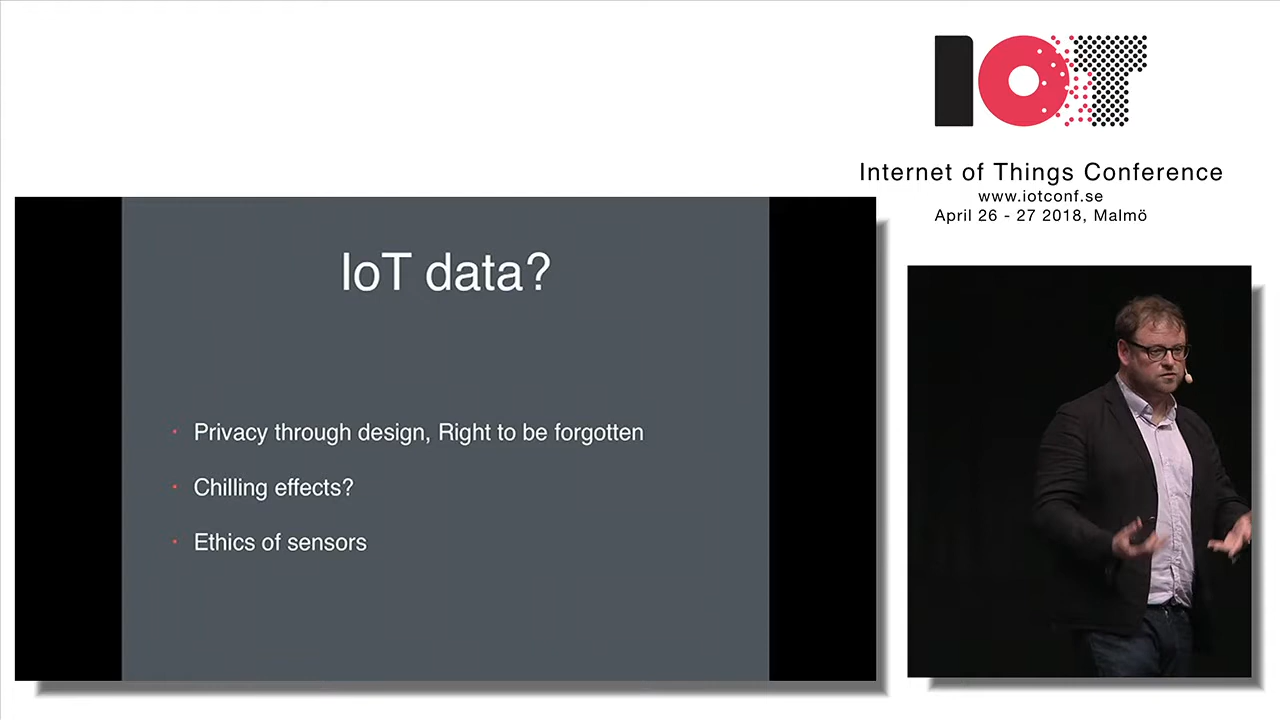 IOT
Internet of Things Conference
www.iotconf.se
April 26 - 27 2018, Malmö
IoT data?
Privacy through design, Right to be forgotten
Chilling effects?
Ethics of sensors